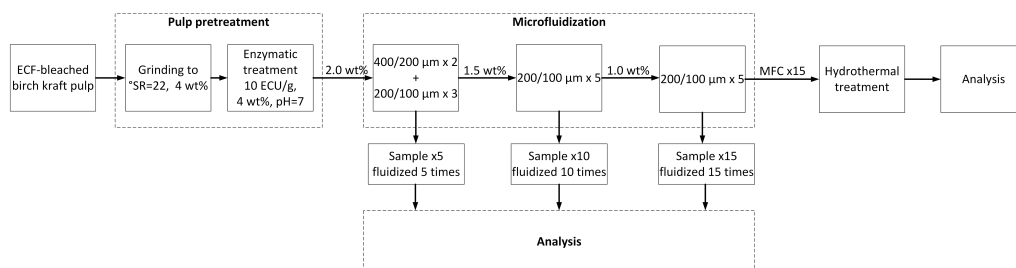 Pulp pretreatment
Microfluidization
ECF-bleached
birch kraft pulp
Grinding to
°SR=22, 4 wt%
Enzymatic
treatment
10 ECU/g,
4 wt%, pH=7
2.0 wt%
400/200 µm x 2
+
200/100 µm x 3
1.5 wt%
200/100 µm x 5
1.0 wt%
200/100 µm x 5
MFC x15
Hydrothermal
treatment
Analysis
Sample x5
fluidized 5 times
Sample x10
fluidized 10 times
Sample x15
fluidized 15 times
Analysis